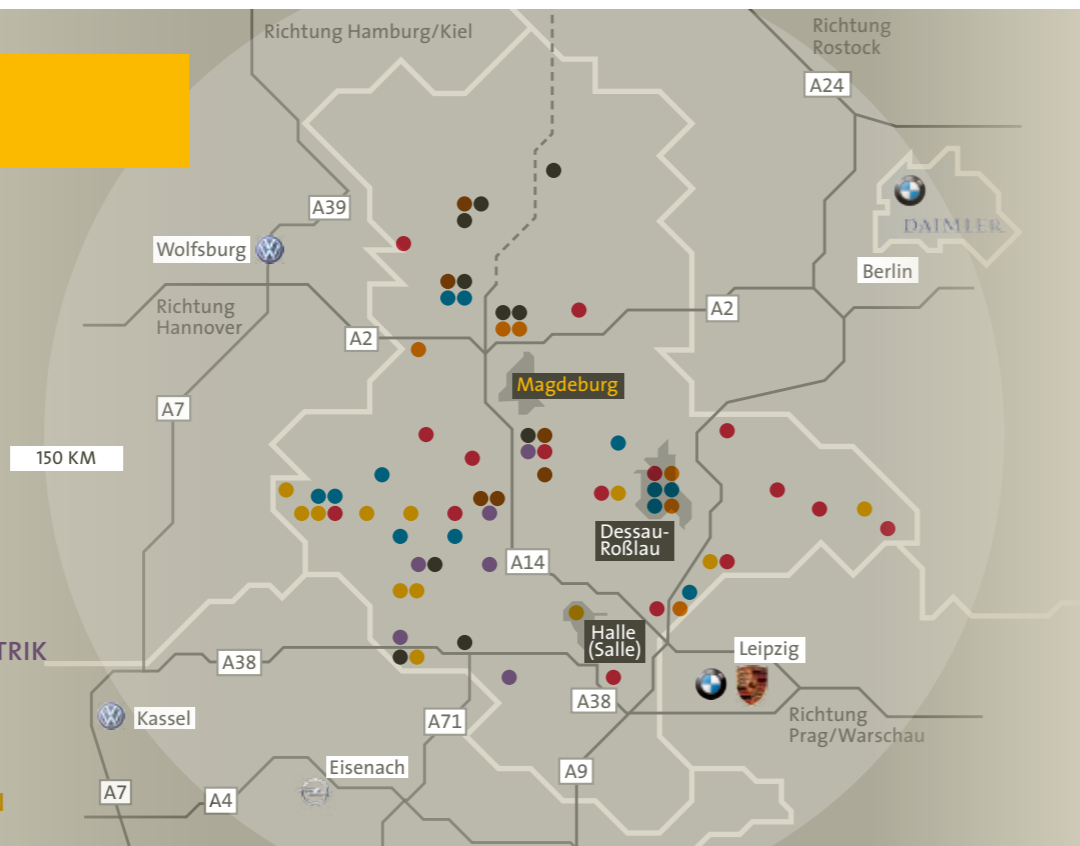 Richtung Hamburg/Kiel
Richtung
Rostock
A24
A39
DAIMLER
Wolfsburg
Berlin
Richtung
Hannover
A2
A2
Magdeburg
A7
150 KM
Dessau-
Roßlau
A14
Halle
(Salle)
TRIK
Leipzig
A38
A38
Kassel
A71
Richtung
Prag/Warschau
Eisenach
A9
A7
A4